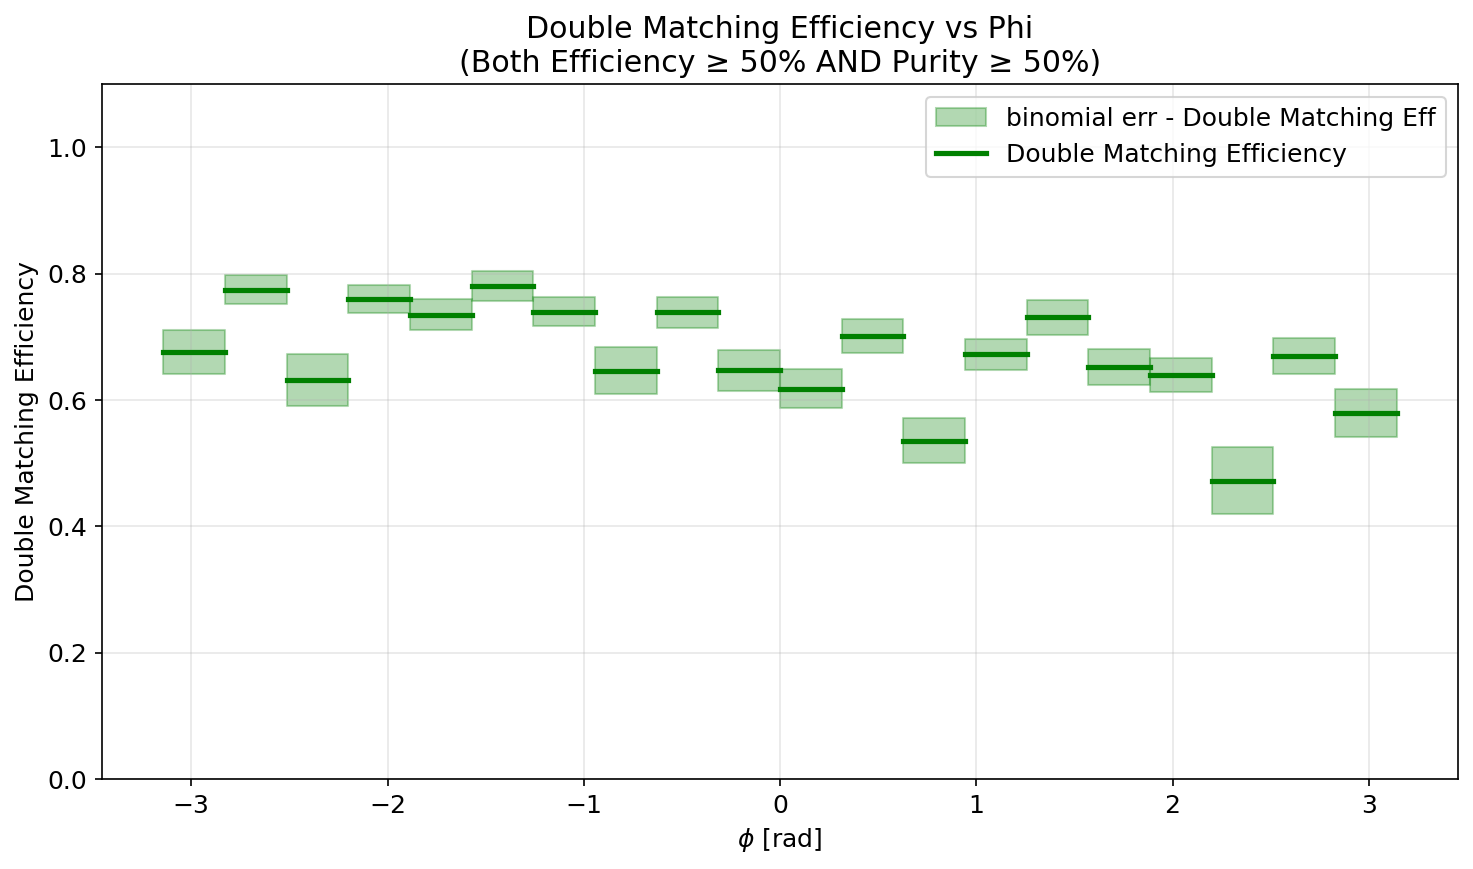 Double Matching Efficiency vs Phi
(Both Efficiency ≥ 50% AND Purity ≥ 50%)
binomial err - Double Matching Eff
Double Matching Efficiency
Double Matching Efficiency
1.0
0.8
0.6
0.4
0.2
0.0
−3
−2
−1
0
1
2
3
ϕ [rad]